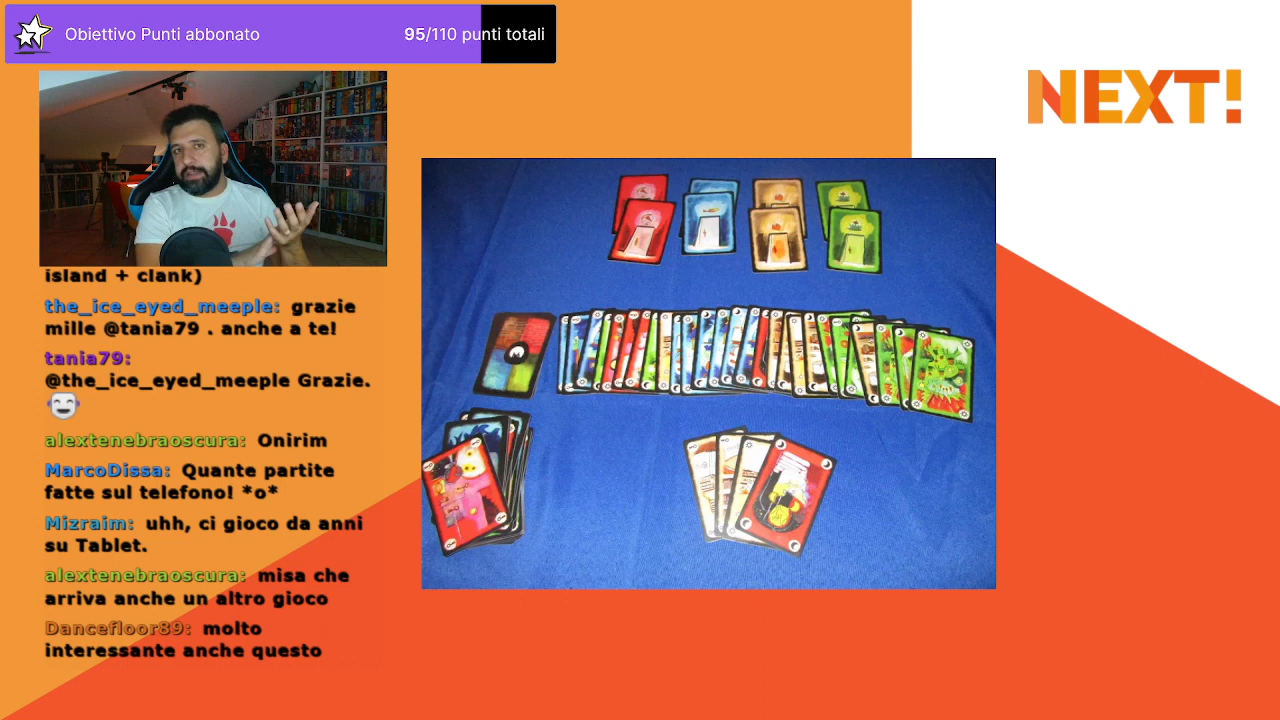 Obiettivo Punti abbonato
95/110 punti totali
NEXT!
island + clank)
the_ice_eyed_meeple: grazie
mille @tania79 . anche a te!
tania79:
@the_ice_eyed_meeple Grazie.
alextenebraoscura: Onirim
MarcoDissa: Quante partite
fatte sul telefono! *o*
Mizraim: uhh, ci gioco da anni
su Tablet.
alextenebraoscura: misa che
arriva anche un altro gioco
Dancefloor89: molto
interessante anche questo